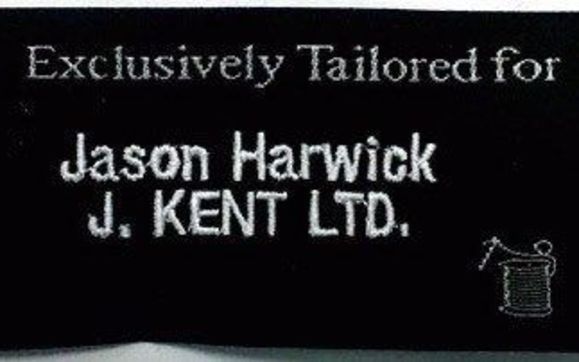 Exclusively Tailored for
Jason Harwick
J. KENT LTD.